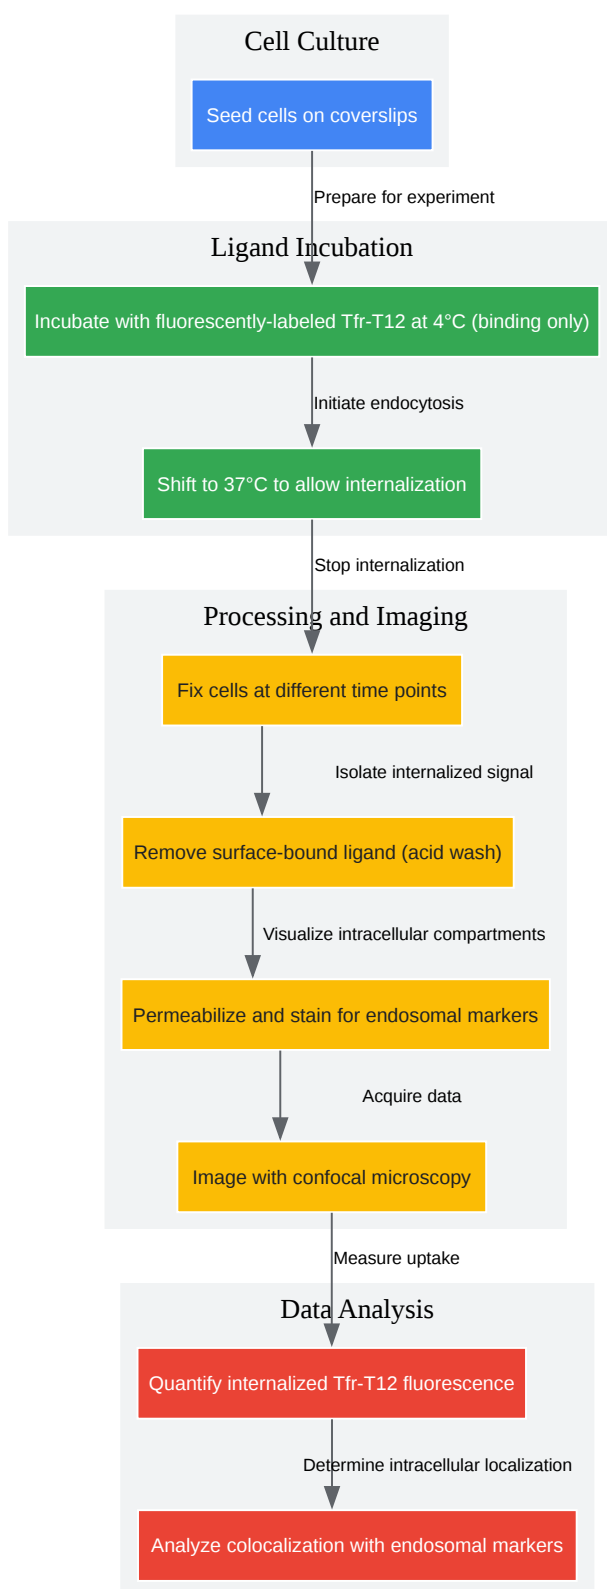 Cell Culture
Seed cells on coverslips
Prepare for experiment
Ligand Incubation
Incubate with fluorescently-labeled Tfr-T12 at 4°C (binding only)
Initiate endocytosis
Shift to 37°C to allow internalization
Stop internalization
Processing and Imaging
Fix cells at different time points
Isolate internalized signal
Remove surface-bound ligand (acid wash)
Visualize intracellular compartments
Permeabilize and stain for endosomal markers
Acquire data
Image with confocal microscopy
Measure uptake
Data Analysis
Quantify internalized Tfr-T12 fluorescence
Determine intracellular localization
Analyze colocalization with endosomal markers